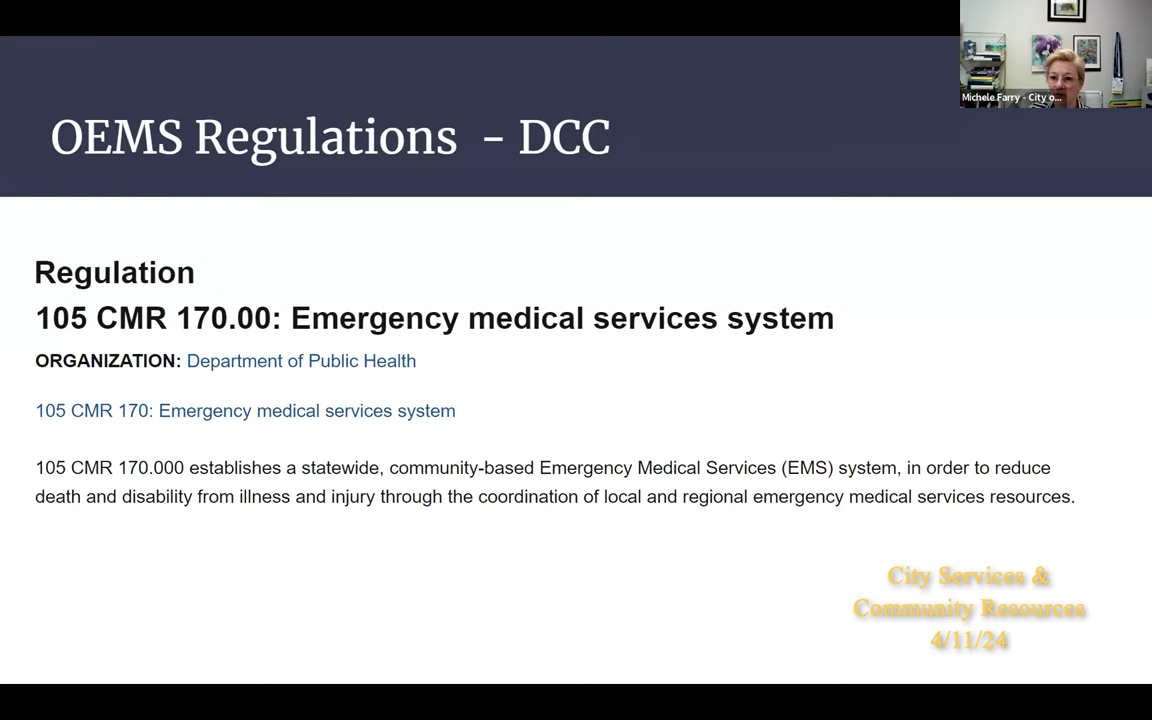 Michele Farry - City o...
OEMS Regulations - DCC
Regulation
105 CMR 170.00: Emergency medical services system
ORGANIZATION: Department of Public Health
105 CMR 170: Emergency medical services system
105 CMR 170.000 establishes a statewide, community-based Emergency Medical Services (EMS) system, in order to reduce
death and disability from illness and injury through the coordination of local and regional emergency medical services resources.
City Services &
Community Resources
4/11/24